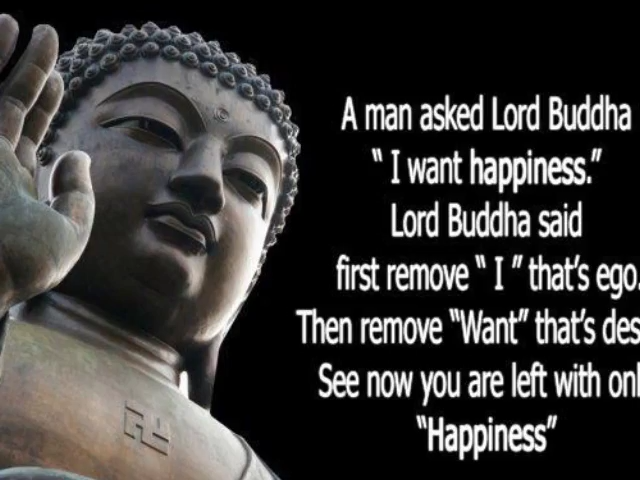 A man asked Lord Buddha
“ I want happiness.”
Lord Buddha said
first remove “ I ” that’s ego.
Then remove “Want” that’s
See now you are left with
“Happiness”